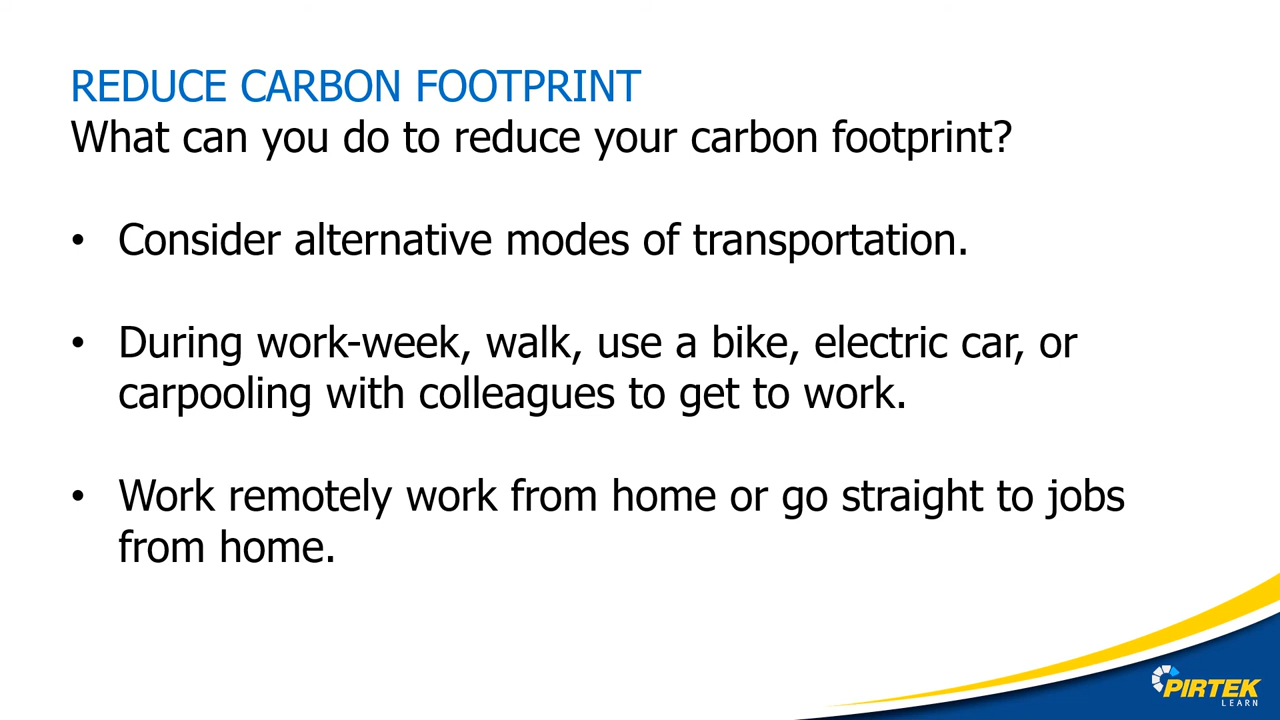 REDUCE CARBON FOOTPRINT
What can you do to reduce your carbon footprint?
• Consider alternative modes of transportation.
• During work-week, walk, use a bike, electric car, or
carpooling with colleagues to get to work.
• Work remotely work from home or go straight to jobs
from home.
PIRTEK
LEARN